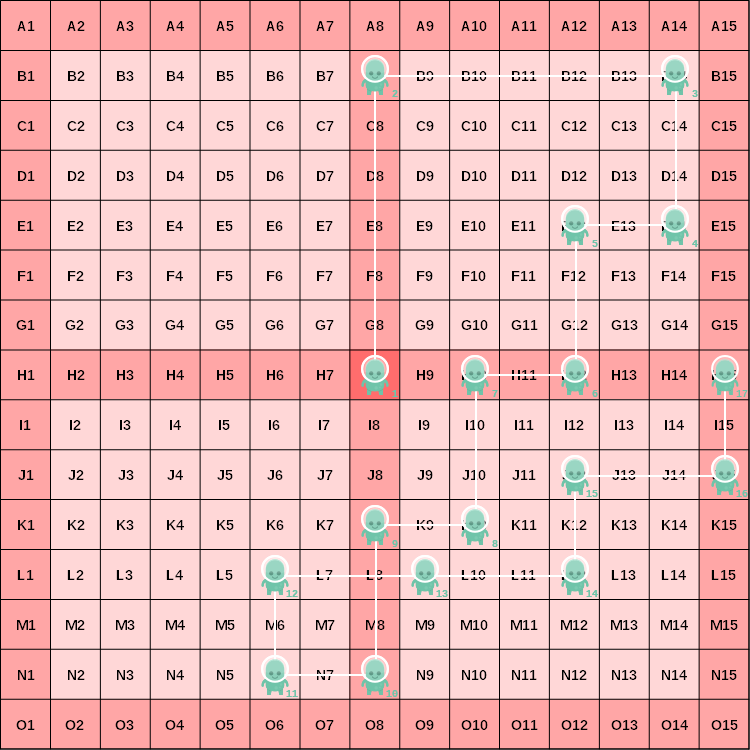 A1 A2 A3 A4 A5 A6 A7 A8 A9 A10 A11 A12 A13 A14 A15
B1 B2 B3 B4 B5 B6 B7 B9 B10 B11 B12 B13 B15
2 3
C1 C2 C3 C4 C5 C6 C7 C8 C9 C10 C11 C12 C13 C14 C15
D1 D2 D3 D4 D5 D6 D7 D8 D9 D10 D11 D12 D13 D14 D15
E1 E2 E3 E4 E5 E6 E7 E8 E9 E10 E11 E13 E15
5 4
F1 F2 F3 F4 F5 F6 F7 F8 F9 F10 F11 F12 F13 F14 F15
G1 G2 G3 G4 G5 G6 G7 G8 G9 G10 G11 G12 G13 G14 G15
H1 H2 H3 H4 H5 H6 H7 H9 H11 H13 H14
1 7 6 17
I1 I2 I3 I4 I5 I6 I7 I8 I9 I10 I11 I12 I13 I14 I15
J1 J2 J3 J4 J5 J6 J7 J8 J9 J10 J11 J13 J14
15 16
K1 K2 K3 K4 K5 K6 K7 K9 K11 K12 K13 K14 K15
9 8
L1 L2 L3 L4 L5 L7 L8 L10 L11 L13 L14 L15
12 13 14
M1 M2 M3 M4 M5 M6 M7 M8 M9 M10 M11 M12 M13 M14 M15
N1 N2 N3 N4 N5 N7 N9 N10 N11 N12 N13 N14 N15
11 10
O1 O2 O3 O4 O5 O6 O7 O8 O9 O10 O11 O12 O13 O14 O15